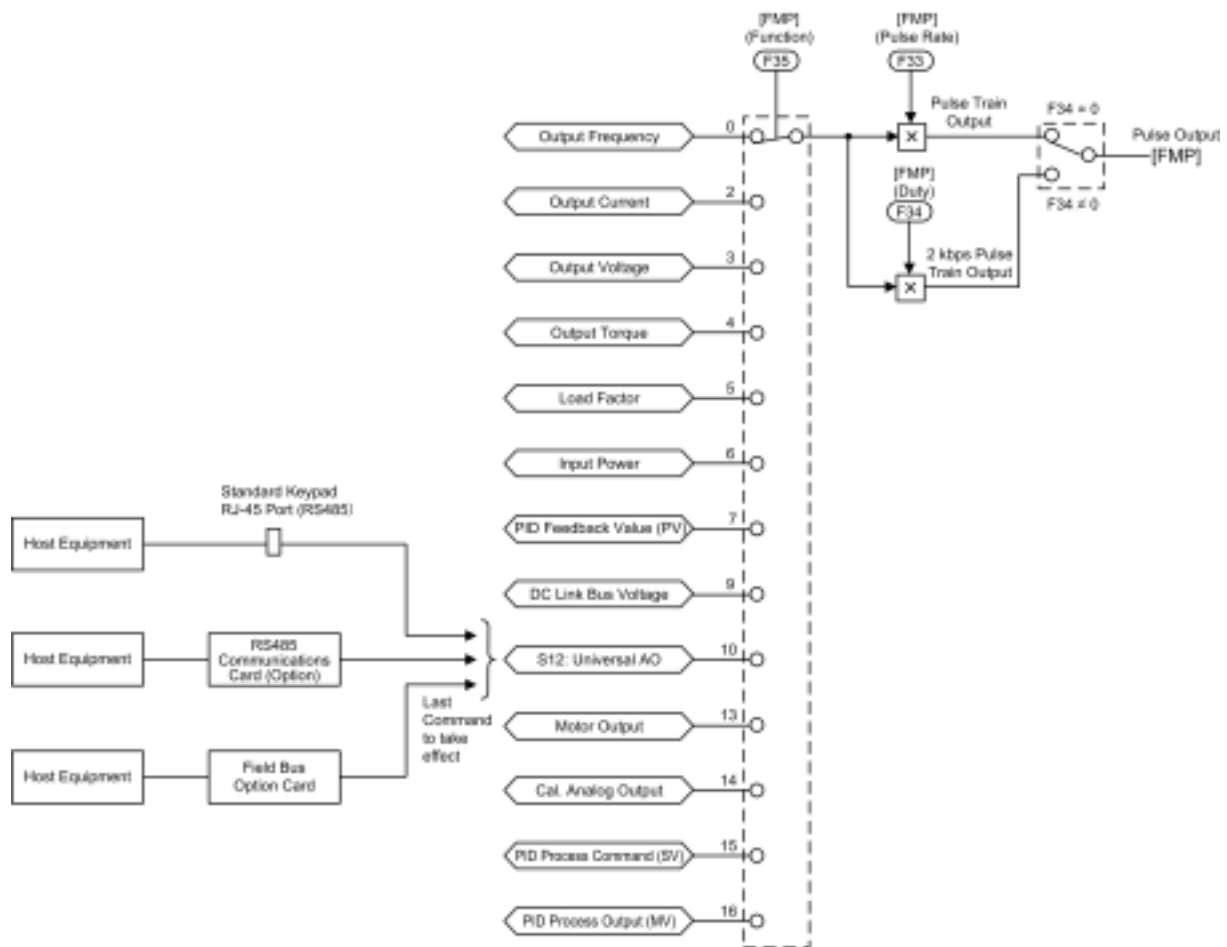 [FMP]
(Function)
F35
[FMP]
(Pulse Rate)
F33
Pulse Train
Output
F34 = 0
Pulse Output
[FMP]
F34 ≠ 0
[FMP]
(Duty)
F34
2 kbps Pulse
Train Output
Output Frequency
0
Output Current
2
Output Voltage
3
Output Torque
4
Load Factor
5
Input Power
6
PID Feedback Value (PV
7
DC Link Bus Voltage
9
S12: Universal AO
10
Motor Output
13
Cal. Analog Output
14
PID Process Command (SV)
15
PID Process Output (MV)
16
Standard Keypad
RJ-45 Port (RS485)
Host Equipment
Host Equipment
RS485
Communications
Card (Option)
Last
Command
to take
effect
Host Equipment
Field Bus
Option Card